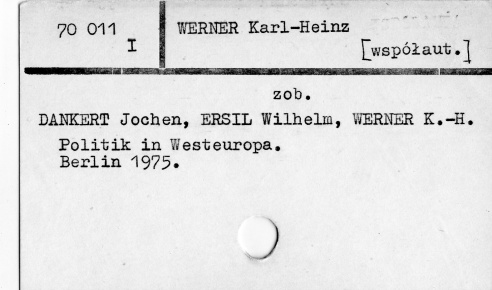 70 011
I
WERNER Karl-Heinz
[współaut.]
zob.
DANKERT Jochen, ERSIL Wilhelm, WERNER K.-H.
Politik in Westeuropa.
Berlin 1975.